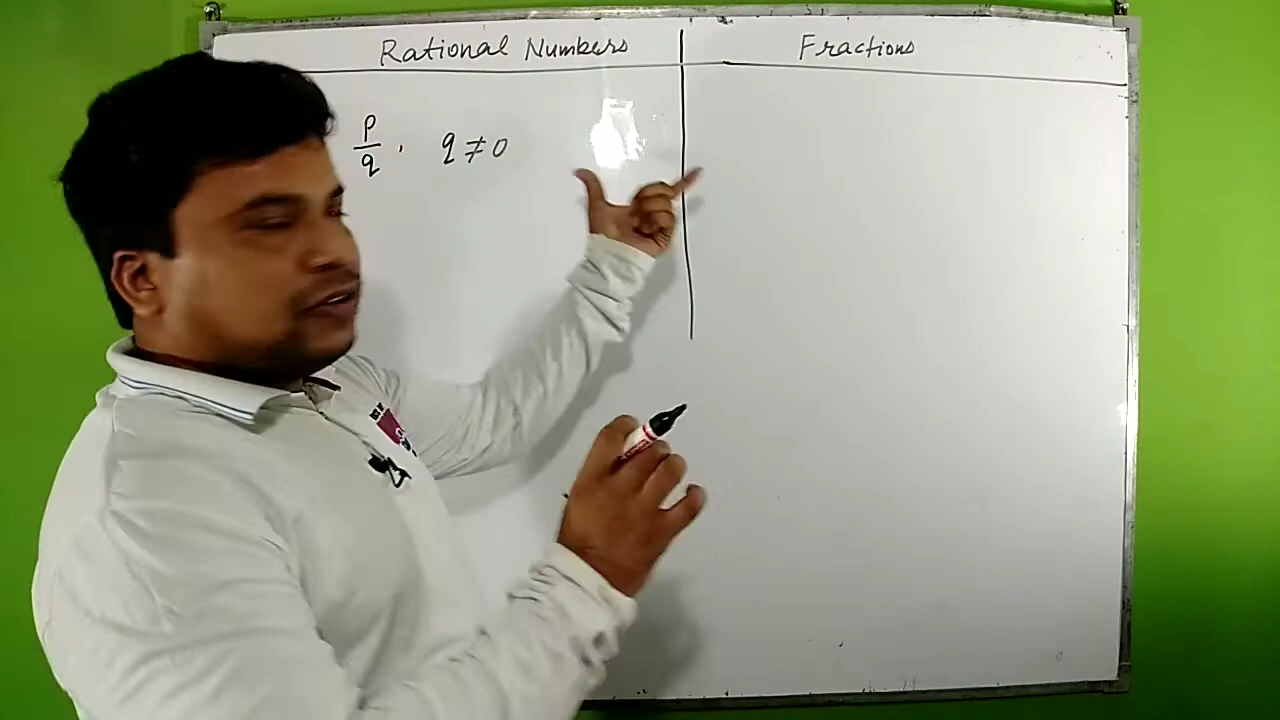 Rational Numbers
Fractions
p/q , q ≠ 0